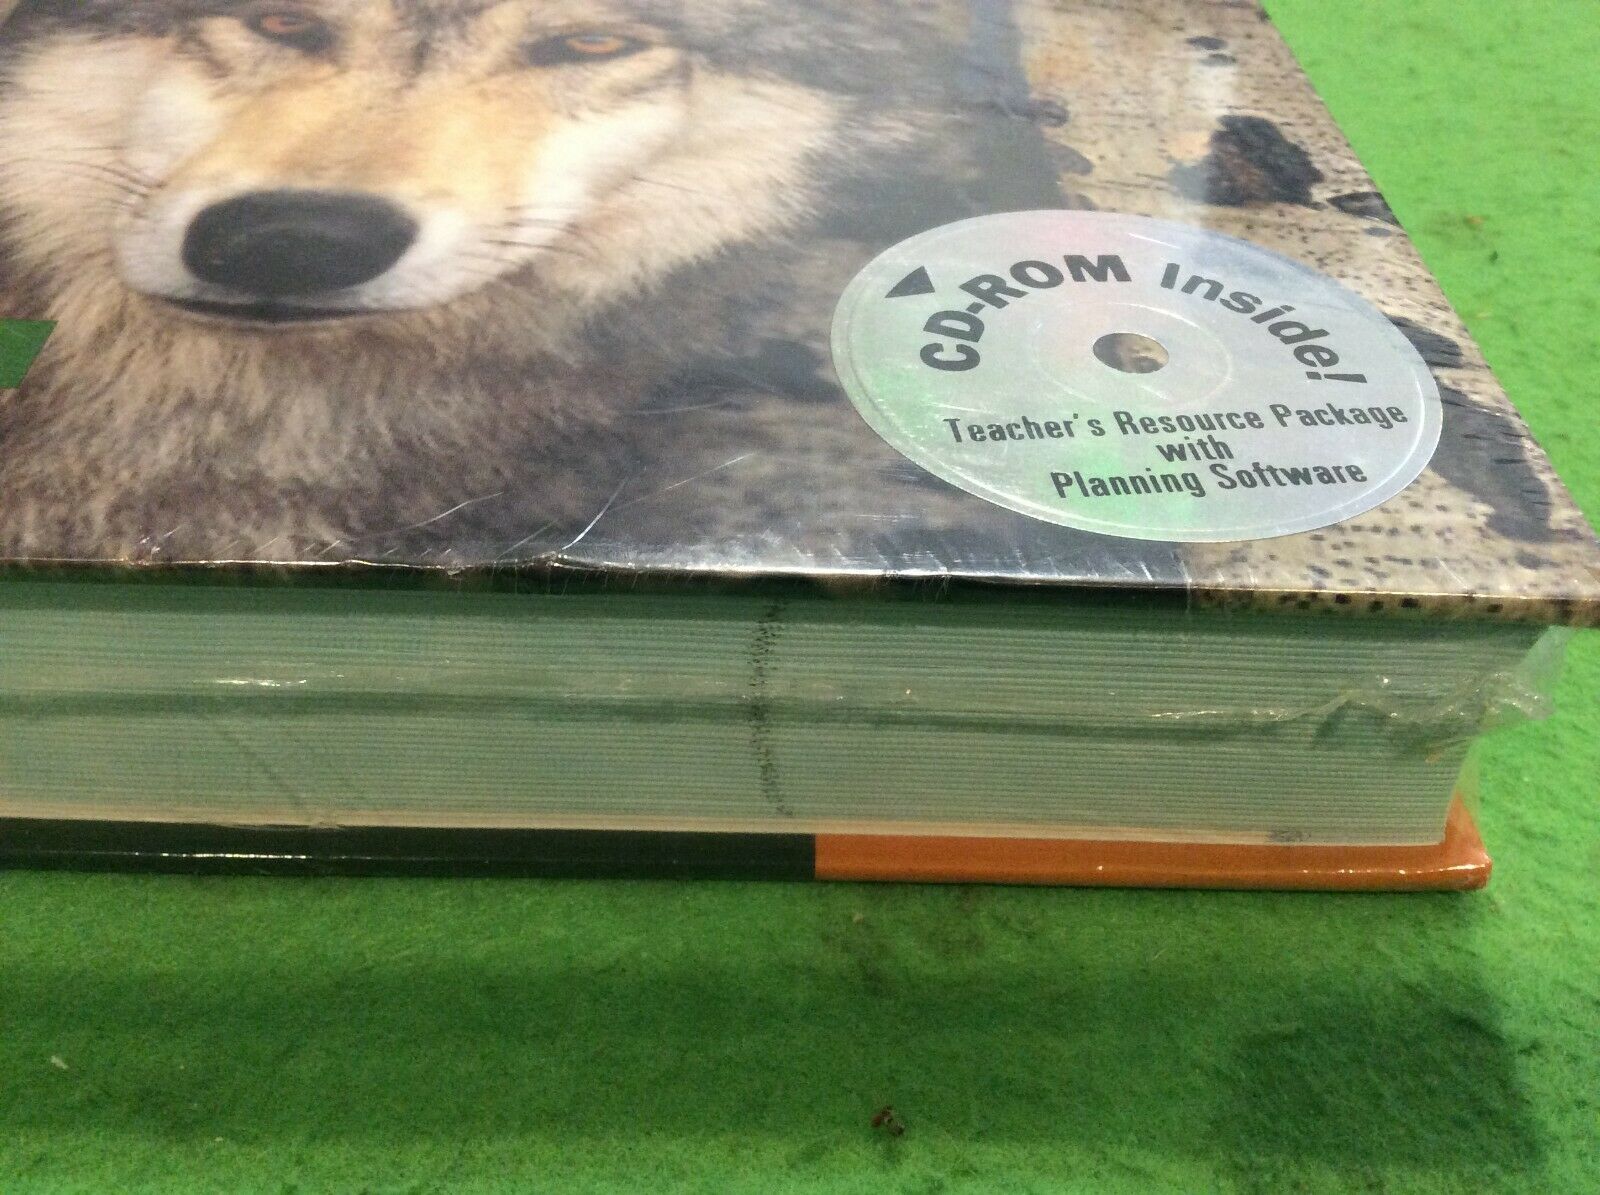 CD-ROM Inside!
Teacher's Resource Package
with
Planning Software